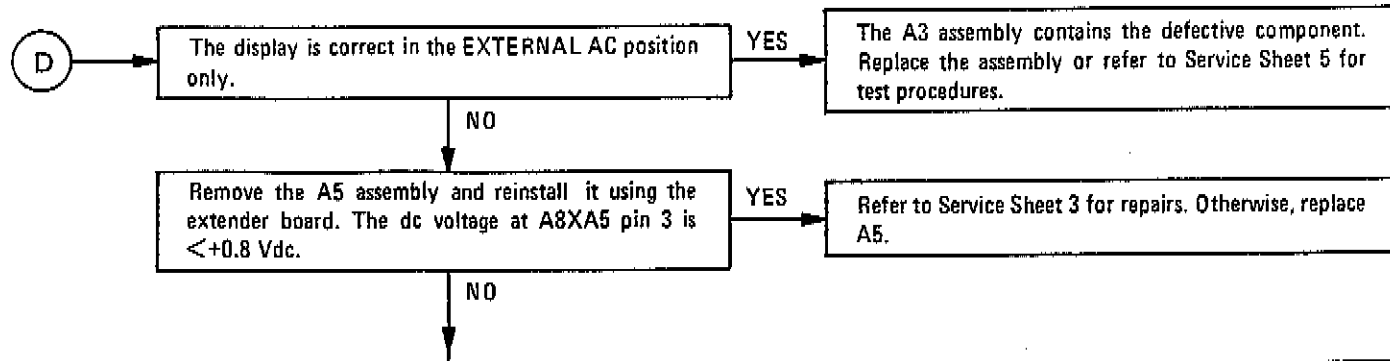 D
The display is correct in the EXTERNAL AC position
only.
YES
The A3 assembly contains the defective component.
Replace the assembly or refer to Service Sheet 5 for
test procedures.
NO
Remove the A5 assembly and reinstall it using the
extender board. The dc voltage at A8XA5 pin 3 is
<+0.8 Vdc.
YES
Refer to Service Sheet 3 for repairs. Otherwise, replace
A5.
NO